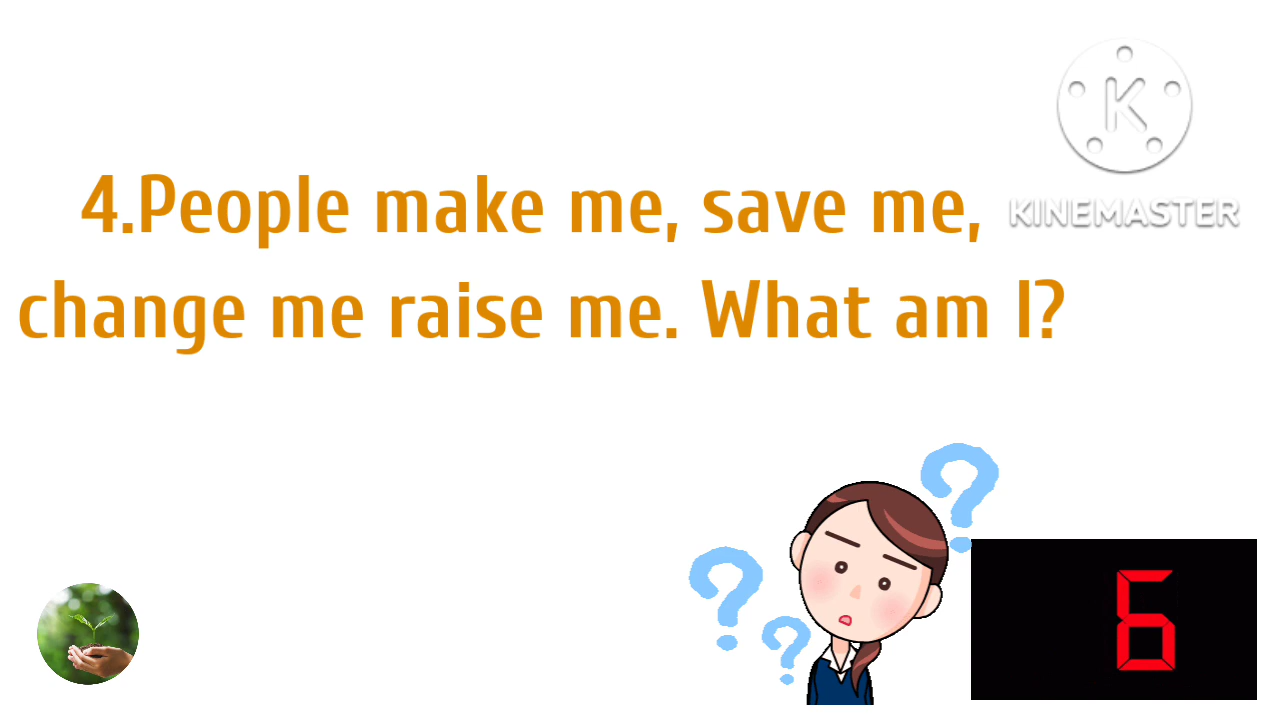 4.People make me, save me,
change me raise me. What am I?
K
KINEMASTER
6